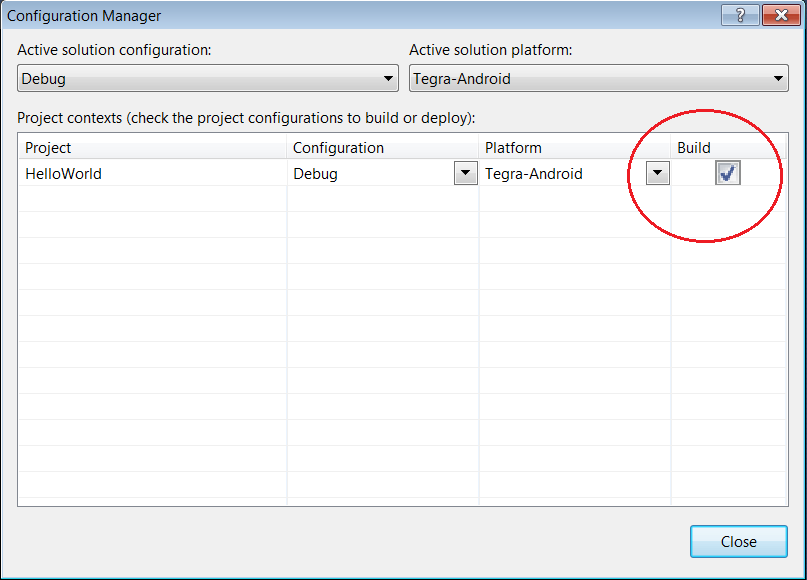 Configuration Manager
?
Active solution configuration: Active solution platform:
Debug Tegra-Android
Project contexts (check the project configurations to build or deploy):
Project Configuration Platform Build
HelloWorld Debug Tegra-Android
Close